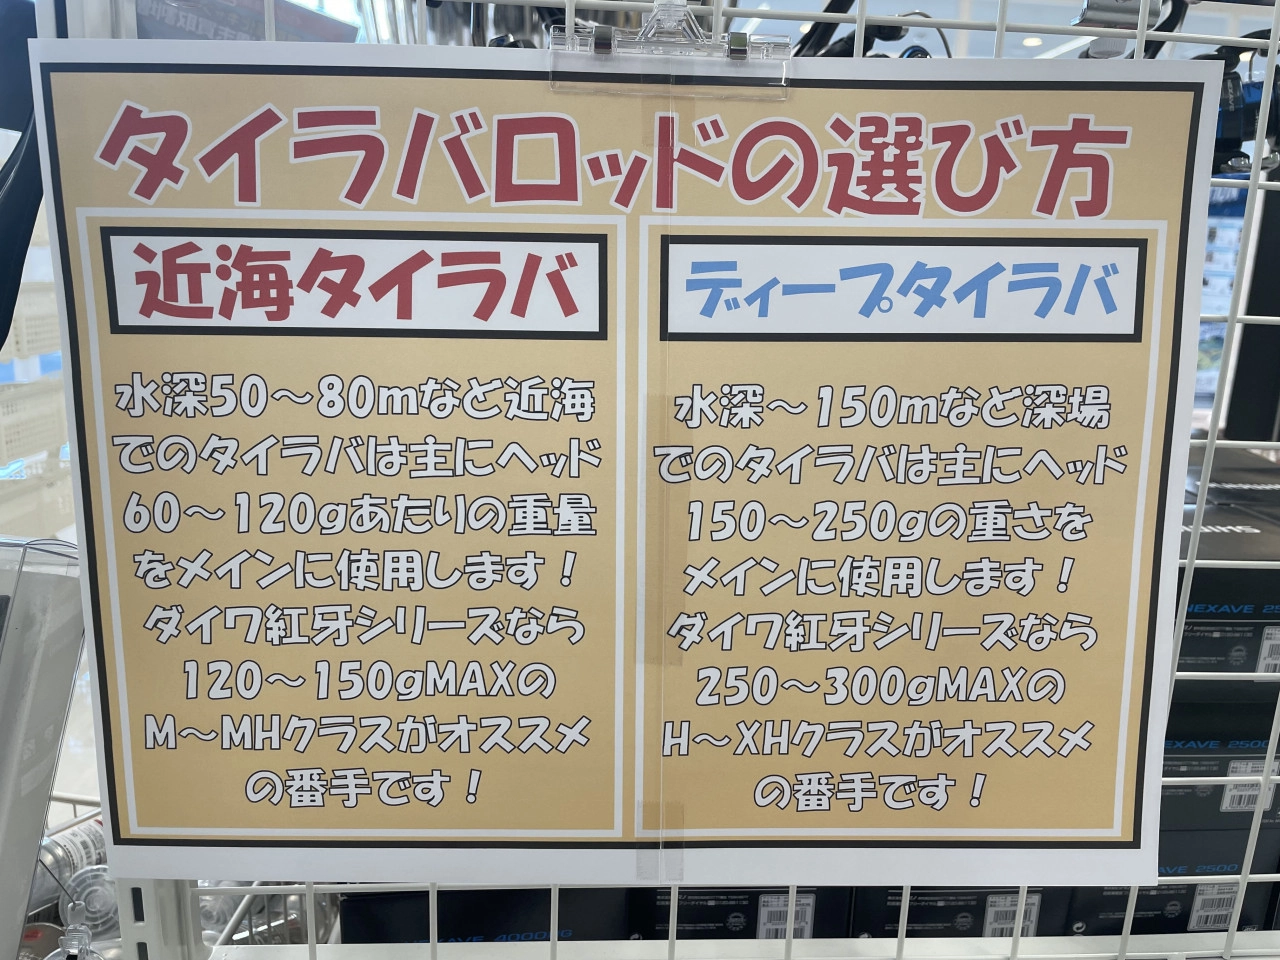 タイラバロッドの選び方
近海タイラバ
水深50～80mなど近海
でのタイラバは主にヘッド
60～120gあたりの重量
をメインに使用します！
ダイワ紅牙シリーズなら
120～150gMAXの
M～MHクラスがオススメ
の番手です！
ディープタイラバ
水深～150mなど深場
でのタイラバは主にヘッド
150～250gの重さを
メインに使用します！
ダイワ紅牙シリーズなら
250～300gMAXの
H～XHクラスがオススメ
の番手です！
NEXAVE 25
EXAVE 2500
AVE 2500